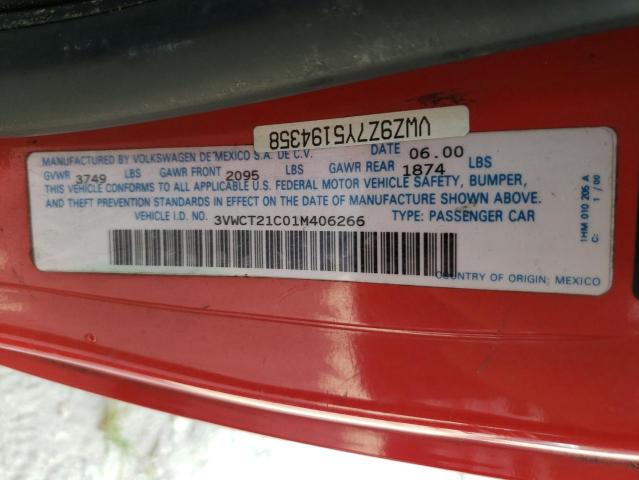 VWZ9Z7Y5194358
MANUFACTURED BY VOLKSWAGEN DE MEXICO S.A. DE C.V. DATE 06.00
GVWR 3749 LBS GAWR FRONT 2095 LBS GAWR REAR 1874 LBS
THIS VEHICLE CONFORMS TO ALL APPLICABLE U.S. FEDERAL MOTOR VEHICLE SAFETY, BUMPER,
AND THEFT PREVENTION STANDARDS IN EFFECT ON THE DATE OF MANUFACTURE SHOWN ABOVE.
VEHICLE I.D. NO. 3VWCT21C01M406266 TYPE: PASSENGER CAR
COUNTRY OF ORIGIN, MEXICO
1HM 010 205 A
C: 1/00